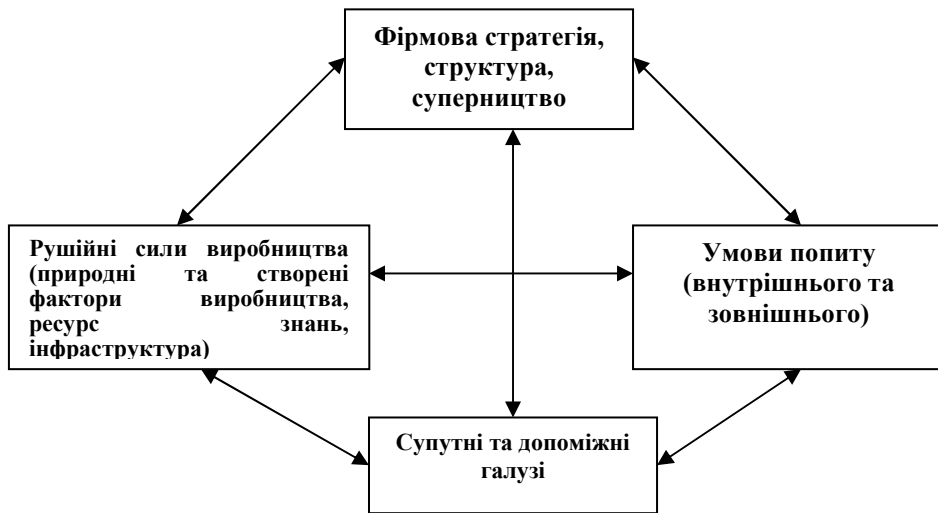 Фірмова стратегія,
структура,
суперництво
Рушійні сили виробництва
(природні та створені
фактори виробництва,
ресурс знань,
інфраструктура)
Умови попиту
(внутрішнього та
зовнішнього)
Супутні та допоміжні
галузі